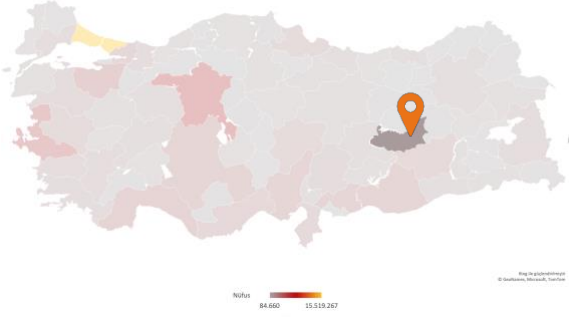 Bing ile güçlendirilmiştir
© GeoNames, Microsoft, TomTom
Nüfus
84.660 15.519.267